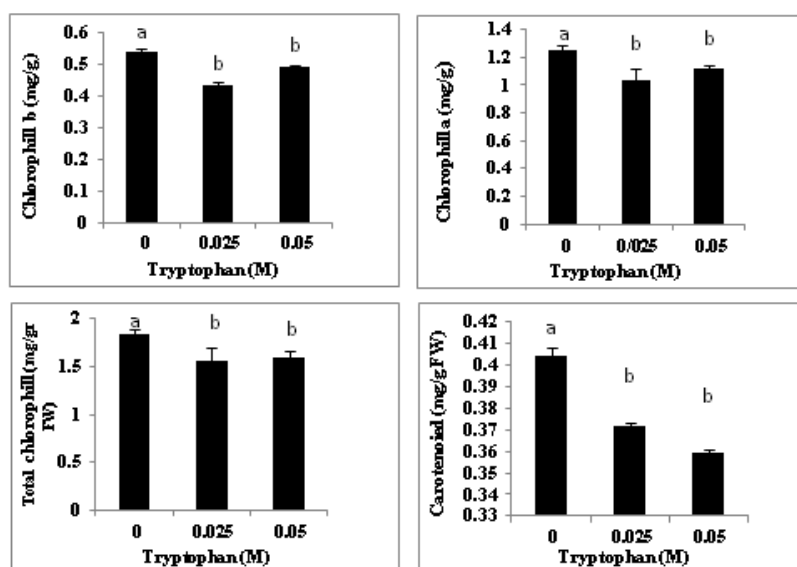 Chlorophill b (mg/g)
0.6
0.5
0.4
0.3
0.2
0.1
0
a
b
b
0 0.025 0.05
Tryptophan (M)
Chlorophill a (mg/g)
1.4
1.2
1
0.8
0.6
0.4
0.2
0
a
b
b
0 0/025 0.05
Tryptophan (M)
Total chlorophill (mg/gr
FW)
2
1.5
1
0.5
0
a
b
b
0 0.025 0.05
Tryptophan (M)
Carotenoied (mg/g FW)
0.42
0.41
0.4
0.39
0.38
0.37
0.36
0.35
0.34
0.33
a
b
b
0 0.025 0.05
Tryptophan (M)